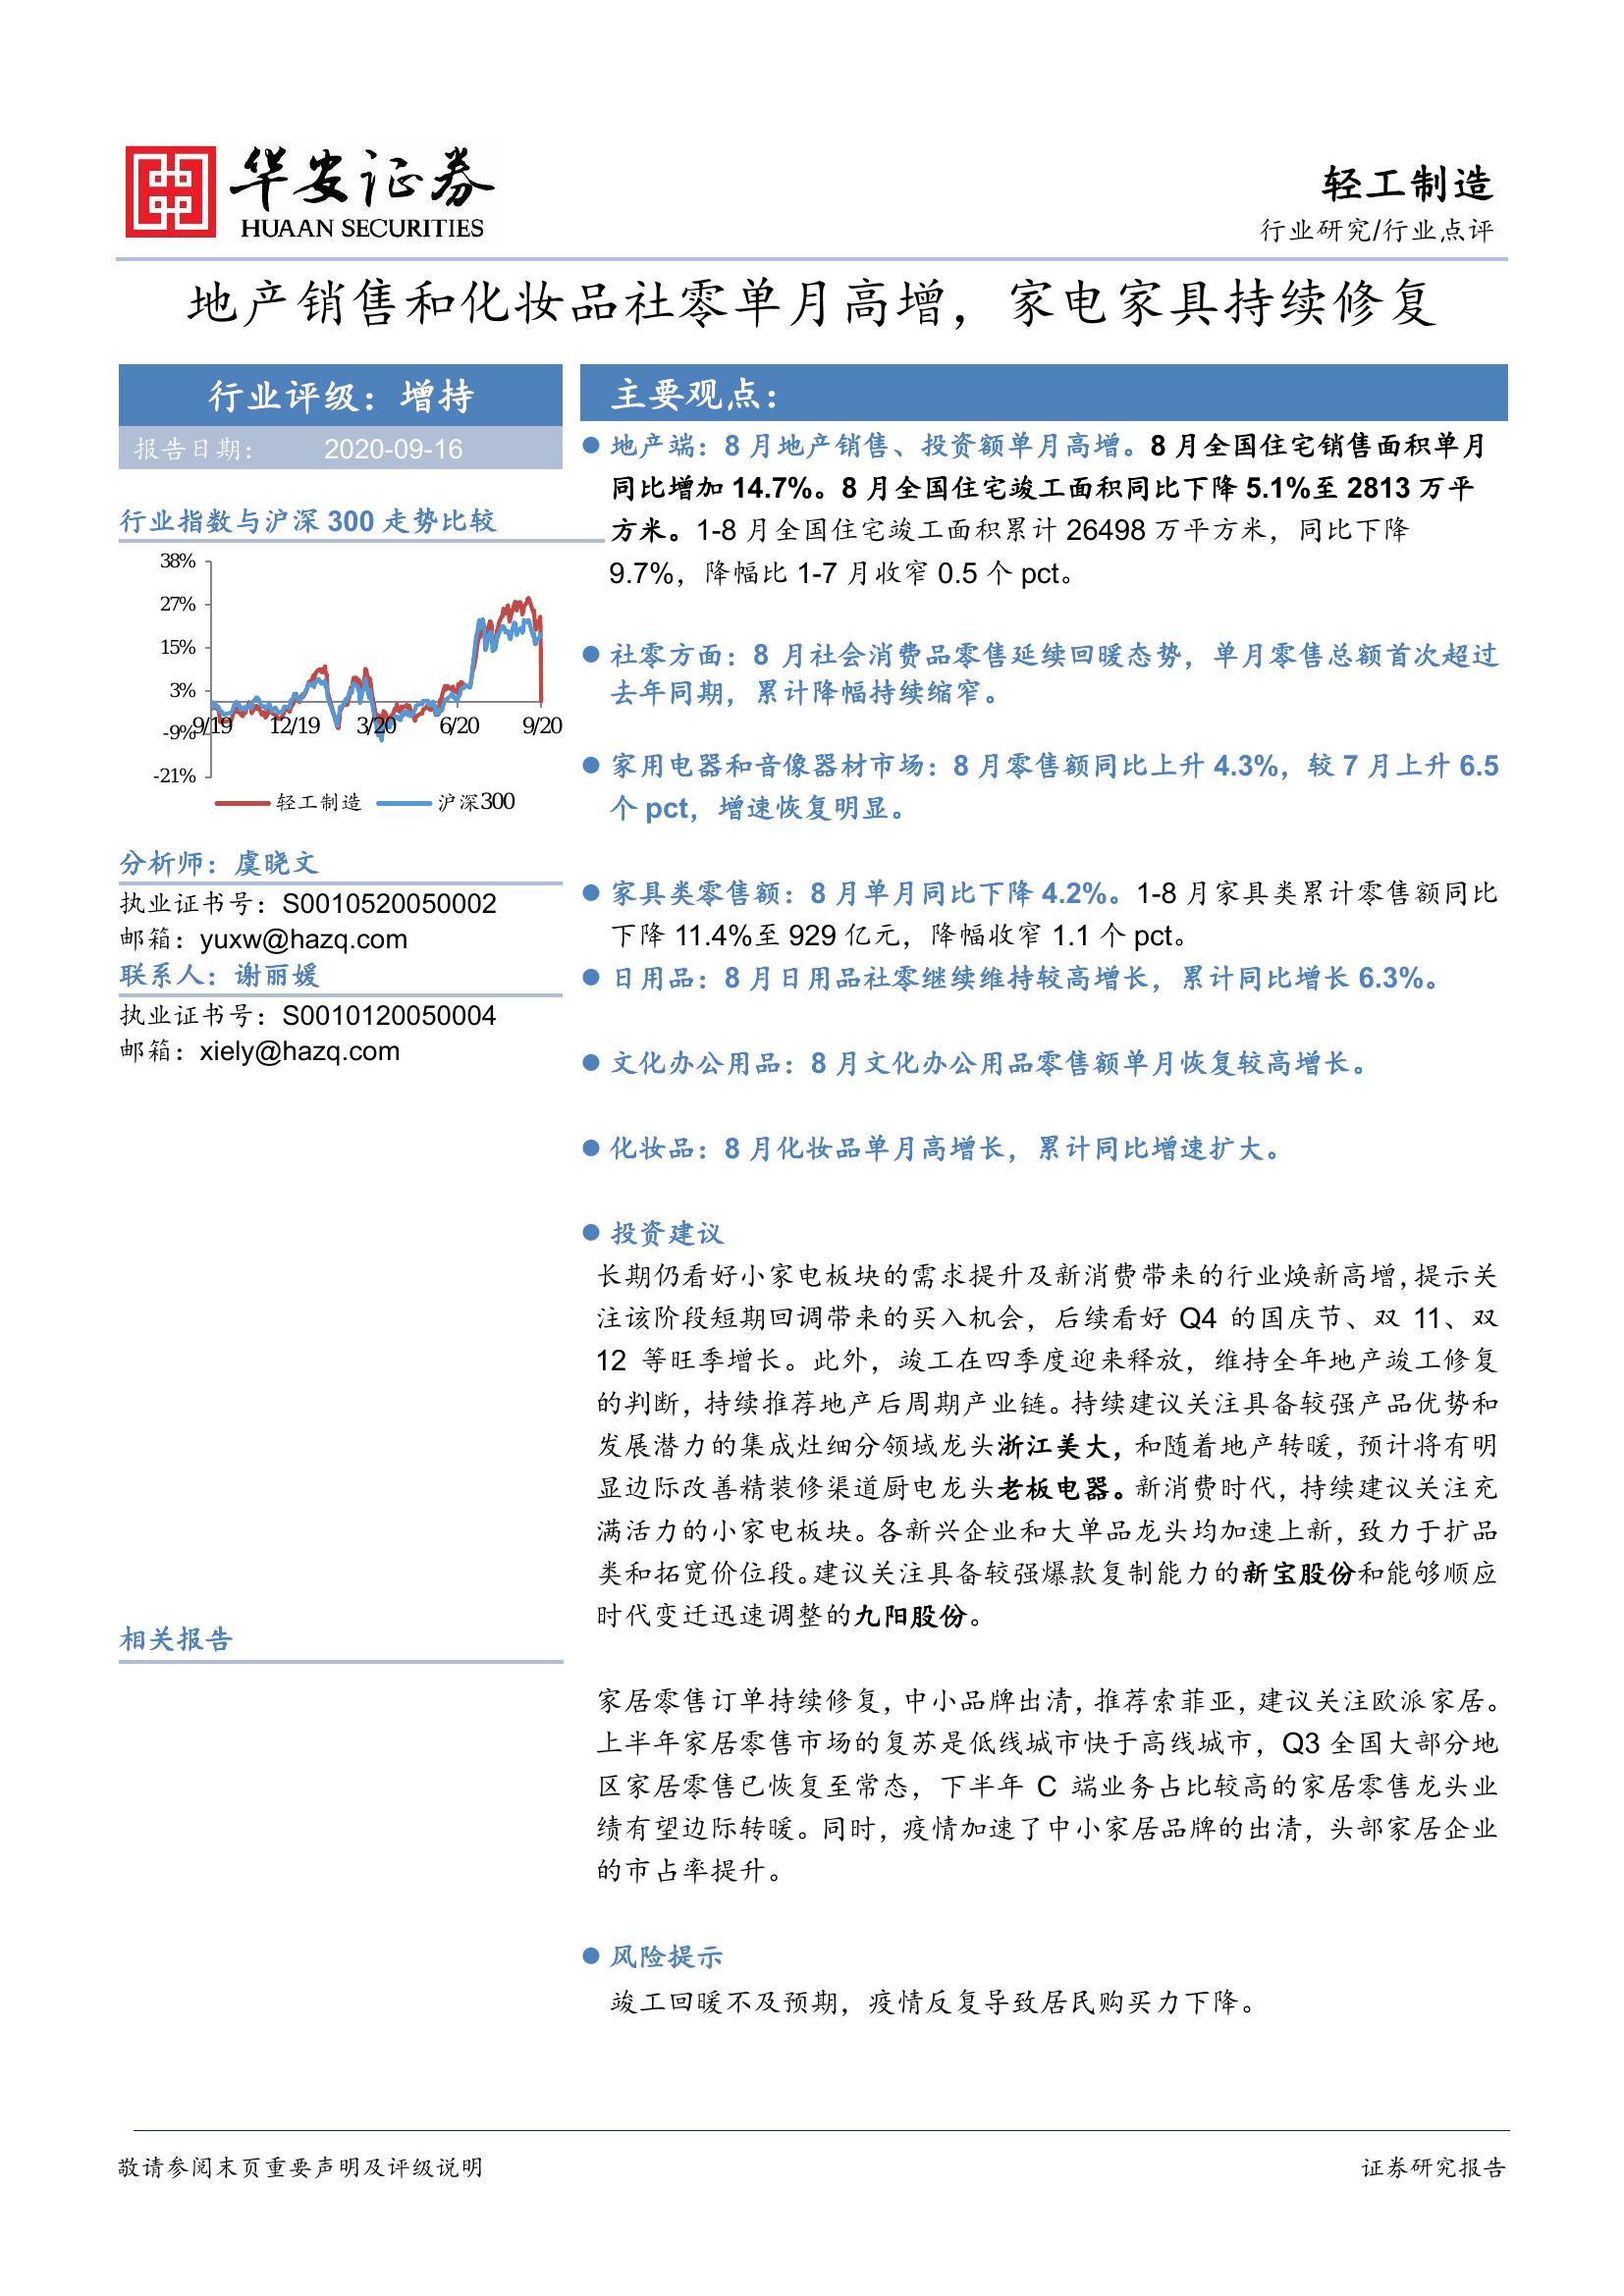 华安证券
HUAAN SECURITIES
轻工制造
行业研究/行业点评
地产销售和化妆品社零单月高增，家电家具持续修复
行业评级：增持
报告日期： 2020-09-16
行业指数与沪深 300 走势比较
38%
27%
15%
3%
-9%
-21%
9/19 12/19 3/20 6/20 9/20
轻工制造 沪深300
分析师：虞晓文
执业证书号：S0010520050002
邮箱：yuxw@hazq.com
联系人：谢丽媛
执业证书号：S0010120050004
邮箱：xiely@hazq.com
相关报告
主要观点：
● 地产端：8 月地产销售、投资额单月高增。8 月全国住宅销售面积单月
同比增加 14.7%。8 月全国住宅竣工面积同比下降 5.1%至 2813 万平
方米。1-8 月全国住宅竣工面积累计 26498 万平方米，同比下降
9.7%，降幅比 1-7 月收窄 0.5 个 pct。
● 社零方面：8 月社会消费品零售延续回暖态势，单月零售总额首次超过
去年同期，累计降幅持续缩窄。
● 家用电器和音像器材市场：8 月零售额同比上升 4.3%，较 7 月上升 6.5
个 pct，增速恢复明显。
● 家具类零售额：8 月单月同比下降 4.2%。1-8 月家具类累计零售额同比
下降 11.4%至 929 亿元，降幅收窄 1.1 个 pct。
● 日用品：8 月日用品社零继续维持较高增长，累计同比增长 6.3%。
● 文化办公用品：8 月文化办公用品零售额单月恢复较高增长。
● 化妆品：8 月化妆品单月高增长，累计同比增速扩大。
● 投资建议
长期仍看好小家电板块的需求提升及新消费带来的行业焕新高增，提示关
注该阶段短期回调带来的买入机会，后续看好 Q4 的国庆节、双 11、双
12 等旺季增长。此外，竣工在四季度迎来释放，维持全年地产竣工修复
的判断，持续推荐地产后周期产业链。持续建议关注具备较强产品优势和
发展潜力的集成灶细分领域龙头浙江美大，和随着地产转暖，预计将有明
显边际改善精装修渠道厨电龙头老板电器。新消费时代，持续建议关注充
满活力的小家电板块。各新兴企业和大单品龙头均加速上新，致力于扩品
类和拓宽价位段。建议关注具备较强爆款复制能力的新宝股份和能够顺应
时代变迁迅速调整的九阳股份。
家居零售订单持续修复，中小品牌出清，推荐索菲亚，建议关注欧派家居。
上半年家居零售市场的复苏是低线城市快于高线城市，Q3 全国大部分地
区家居零售已恢复至常态，下半年 C 端业务占比较高的家居零售龙头业
绩有望边际转暖。同时，疫情加速了中小家居品牌的出清，头部家居企业
的市占率提升。
● 风险提示
竣工回暖不及预期，疫情反复导致居民购买力下降。
敬请参阅末页重要声明及评级说明
证券研究报告